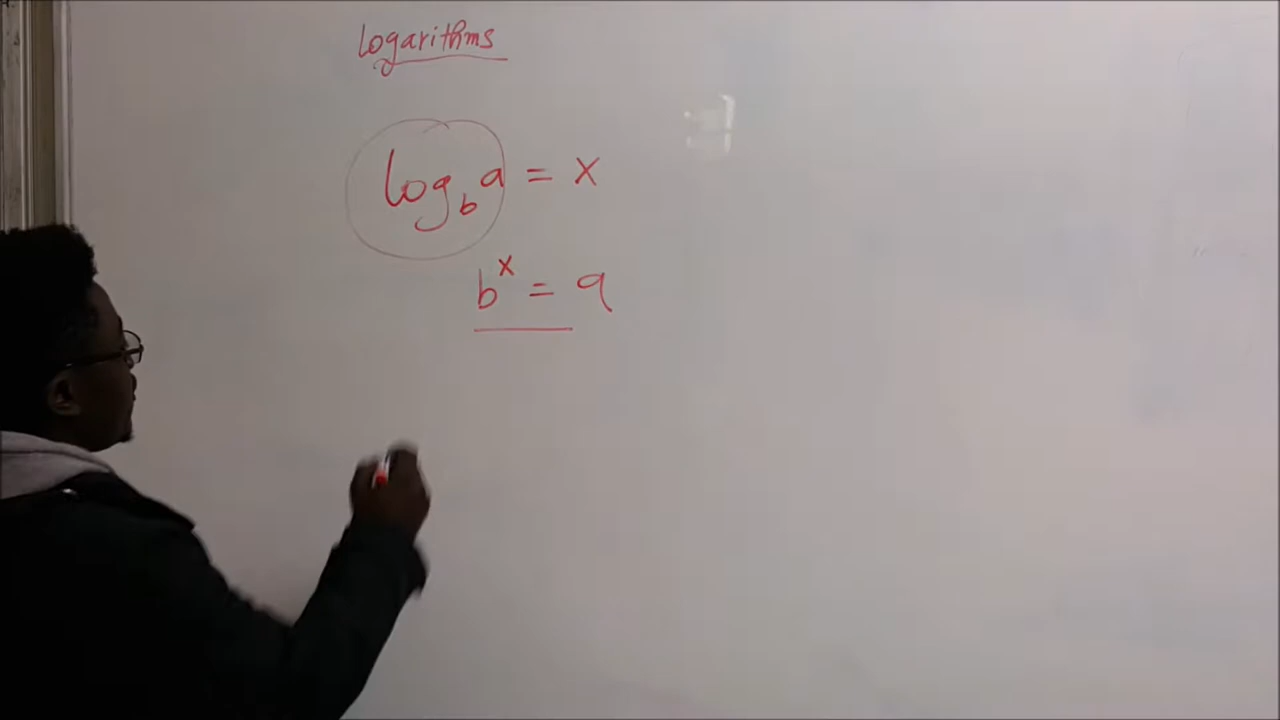 logarithms
log_b a = x
b^x = a